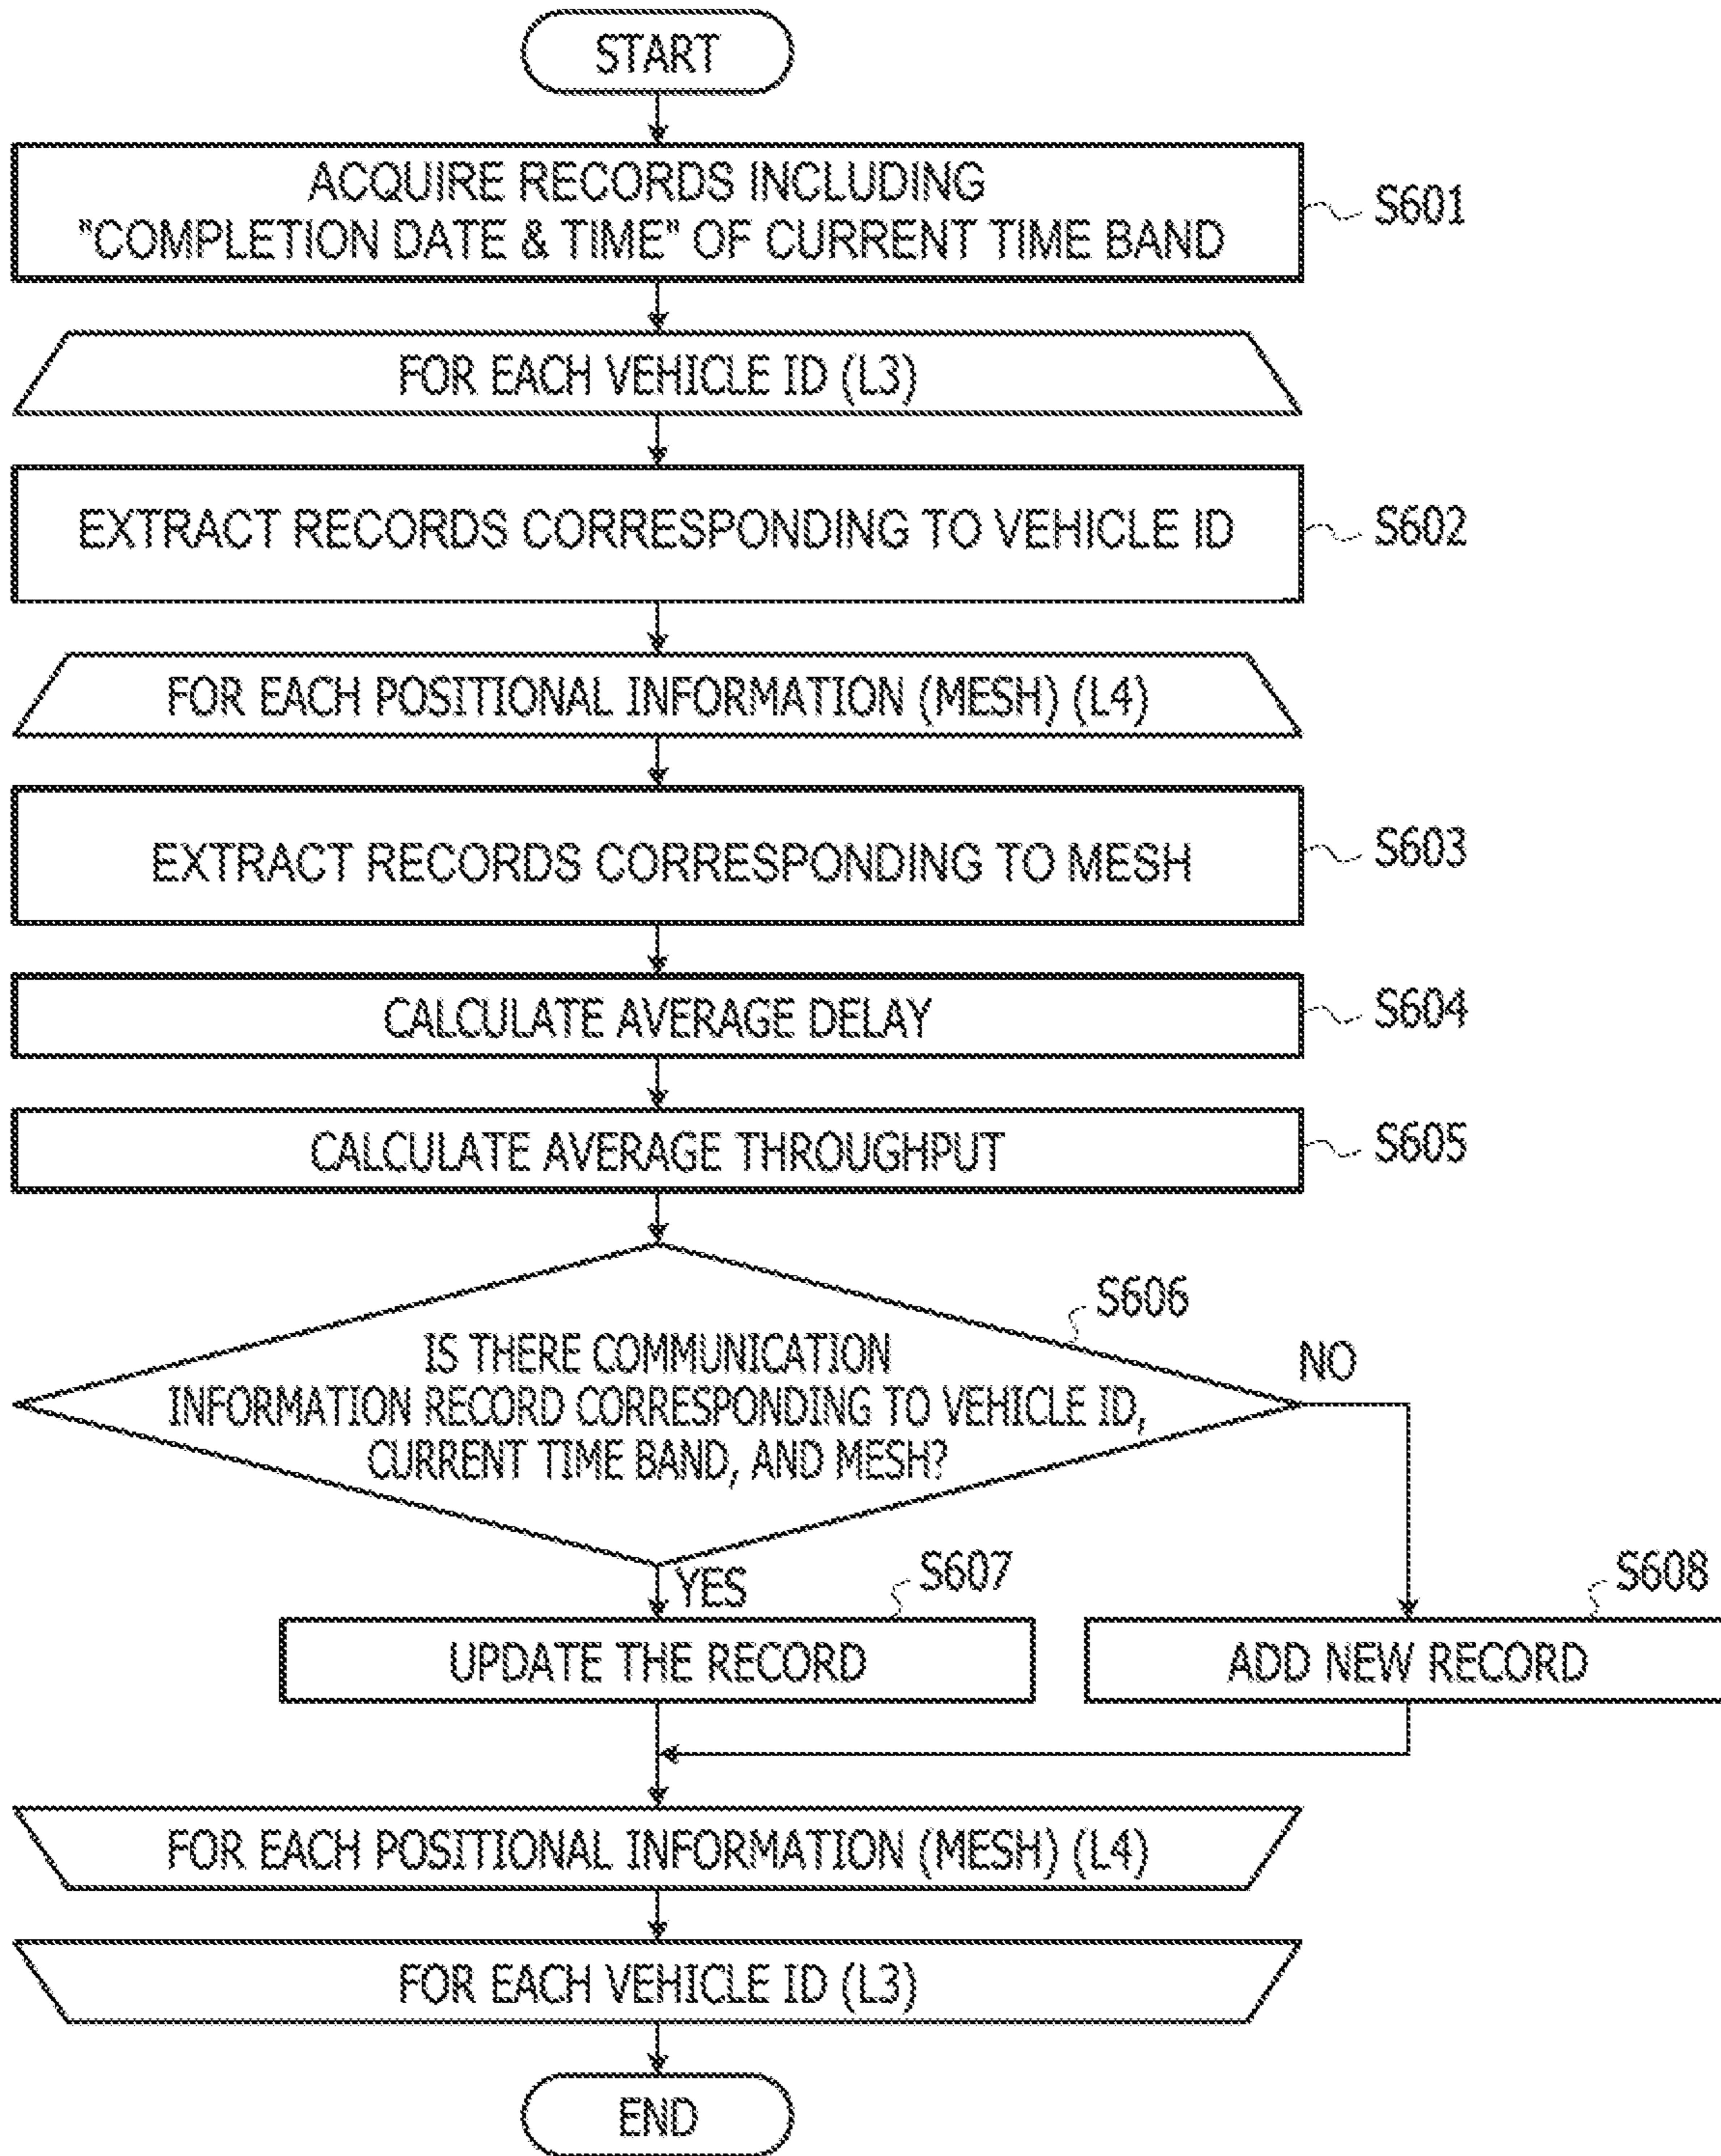 START
ACQUIRE RECORDS INCLUDING
"COMPLETION DATE & TIME" OF CURRENT TIME BAND
S601
FOR EACH VEHICLE ID (L3)
EXTRACT RECORDS CORRESPONDING TO VEHICLE ID
S602
FOR EACH POSITIONAL INFORMATION (MESH) (L4)
EXTRACT RECORDS CORRESPONDING TO MESH
S603
CALCULATE AVERAGE DELAY
S604
CALCULATE AVERAGE THROUGHPUT
S605
S606
IS THERE COMMUNICATION
INFORMATION RECORD CORRESPONDING TO VEHICLE ID,
CURRENT TIME BAND, AND MESH?
NO
YES
S607
S608
UPDATE THE RECORD
ADD NEW RECORD
FOR EACH POSITIONAL INFORMATION (MESH) (L4)
FOR EACH VEHICLE ID (L3)
END